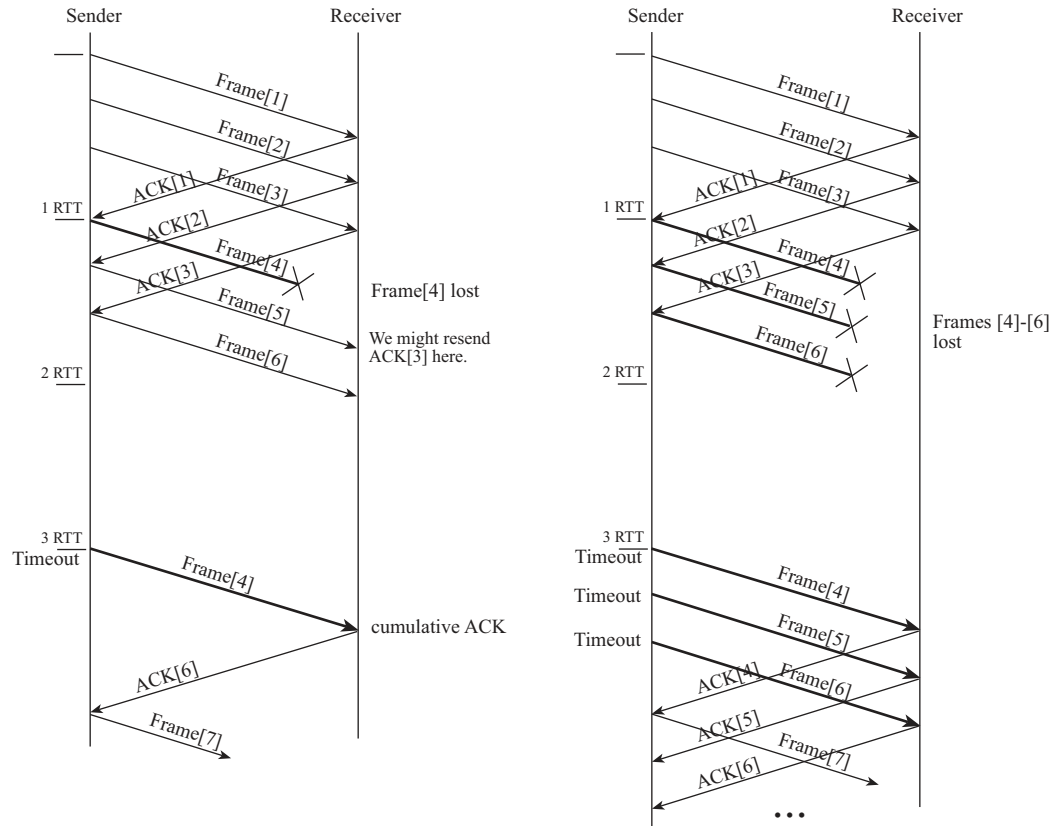 Sender
Receiver
Frame[1]
Frame[2]
Frame[3]
ACK[1]
1 RTT
ACK[2]
Frame[4]
ACK[3]
Frame[4] lost
Frame[5]
We might resend
ACK[3] here.
Frame[6]
2 RTT
3 RTT
Timeout
Frame[4]
cumulative ACK
ACK[6]
Frame[7]
Sender
Receiver
Frame[1]
Frame[2]
Frame[3]
ACK[1]
1 RTT
ACK[2]
Frame[4]
ACK[3]
Frame[5]
Frames [4]-[6]
lost
Frame[6]
2 RTT
3 RTT
Timeout
Frame[4]
Timeout
Frame[5]
Timeout
ACK[4]
Frame[6]
ACK[5]
Frame[7]
ACK[6]
...